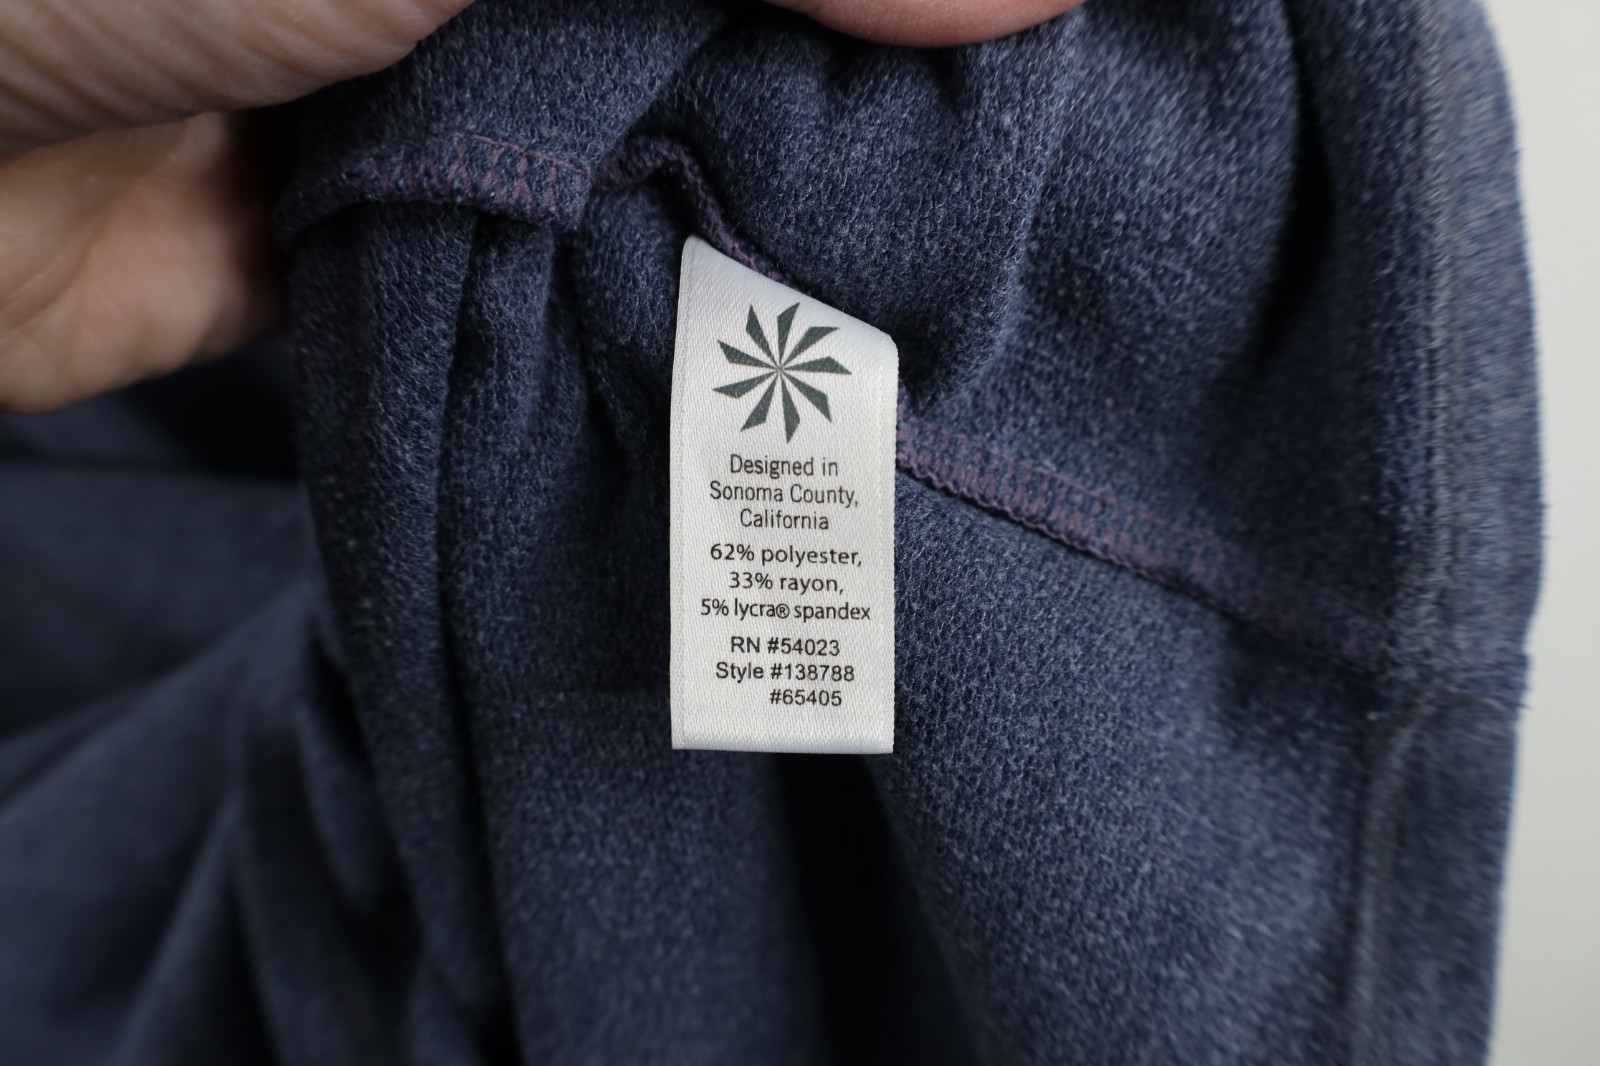 Designed in
Sonoma County,
California
62% polyester,
33% rayon,
5% lycra® spandex
RN #54023
Style #138788
#65405